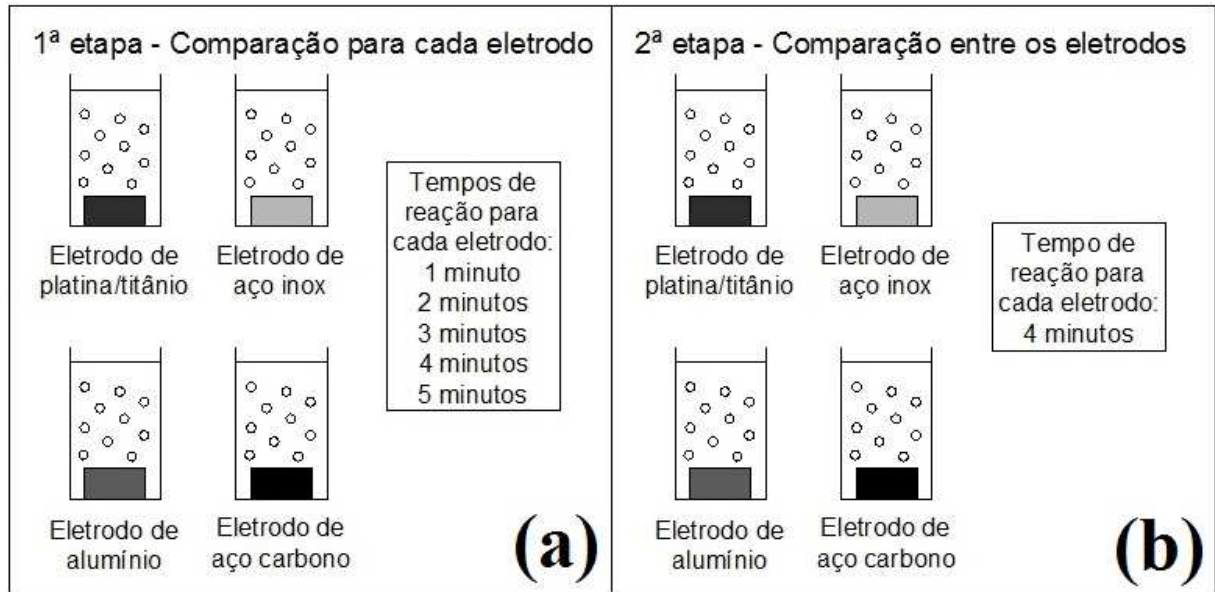 1ª etapa - Comparação para cada eletrodo
Eletrodo de
platina/titânio
Eletrodo de
aço inox
Tempos de
reação para
cada eletrodo:
1 minuto
2 minutos
3 minutos
4 minutos
5 minutos
Eletrodo de
alumínio
Eletrodo de
aço carbono
(a)
2ª etapa - Comparação entre os eletrodos
Eletrodo de
platina/titânio
Eletrodo de
aço inox
Tempo de
reação para
cada eletrodo:
4 minutos
Eletrodo de
alumínio
Eletrodo de
aço carbono
(b)